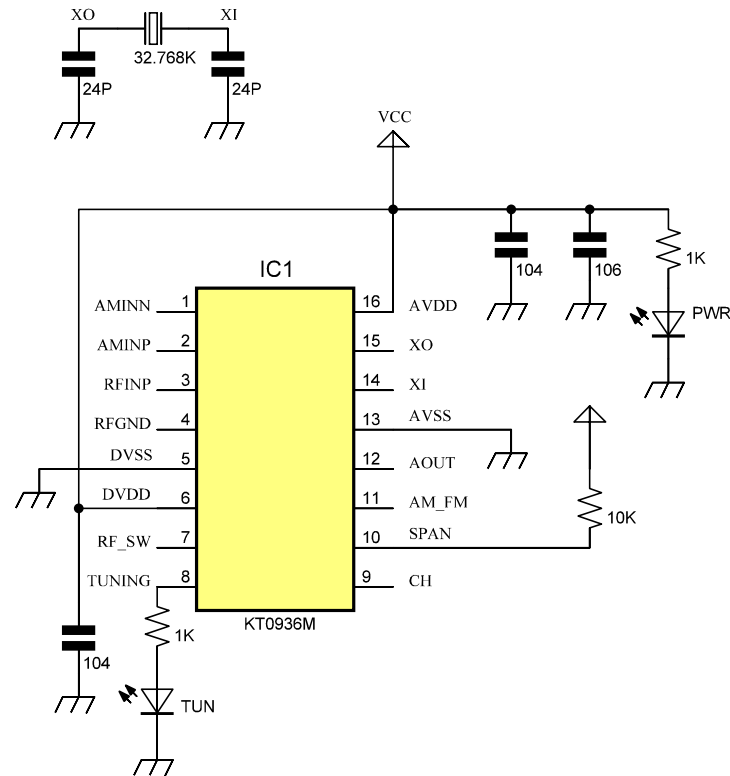 XO XI
32.768K
24P 24P
VCC
IC1
104 106 1K
AMINN 1 16 AVDD
PWR
AMINP 2 15 XO
RFINP 3 14 XI
RFGND 4 13 AVSS
DVSS 5 12 AOUT
DVDD 6 11 AM_FM
10K
RF_SW 7 10 SPAN
TUNING 8 9 CH
KT0936M
1K
104
TUN